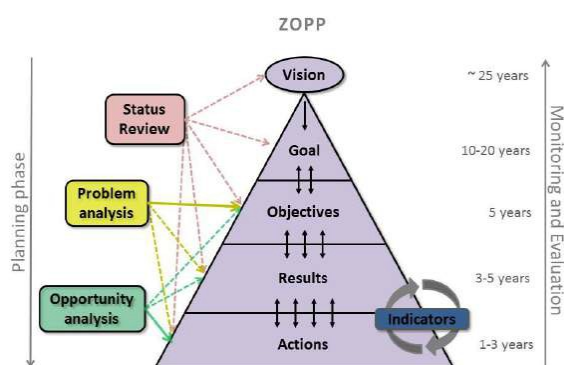 ZOPP
Vision
~ 25 years
Status
Review
Goal
10-20 years
Problem
analysis
Objectives
5 years
Results
3-5 years
Opportunity
analysis
Indicators
Actions
1-3 years
Planning phase
Monitoring and Evaluation